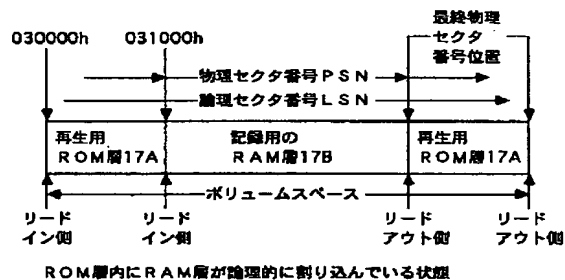 最終物理
セクタ
番号位置
030000h
031000h
物理セクタ番号PSN
論理セクタ番号LSN
再生用
ROM層17A
記録用の
RAM層17B
再生用
ROM層17A
ボリュームスペース
リード
イン側
リード
イン側
リード
アウト側
リード
アウト側
ROM層内にRAM層が論理的に割り込んでいる状態